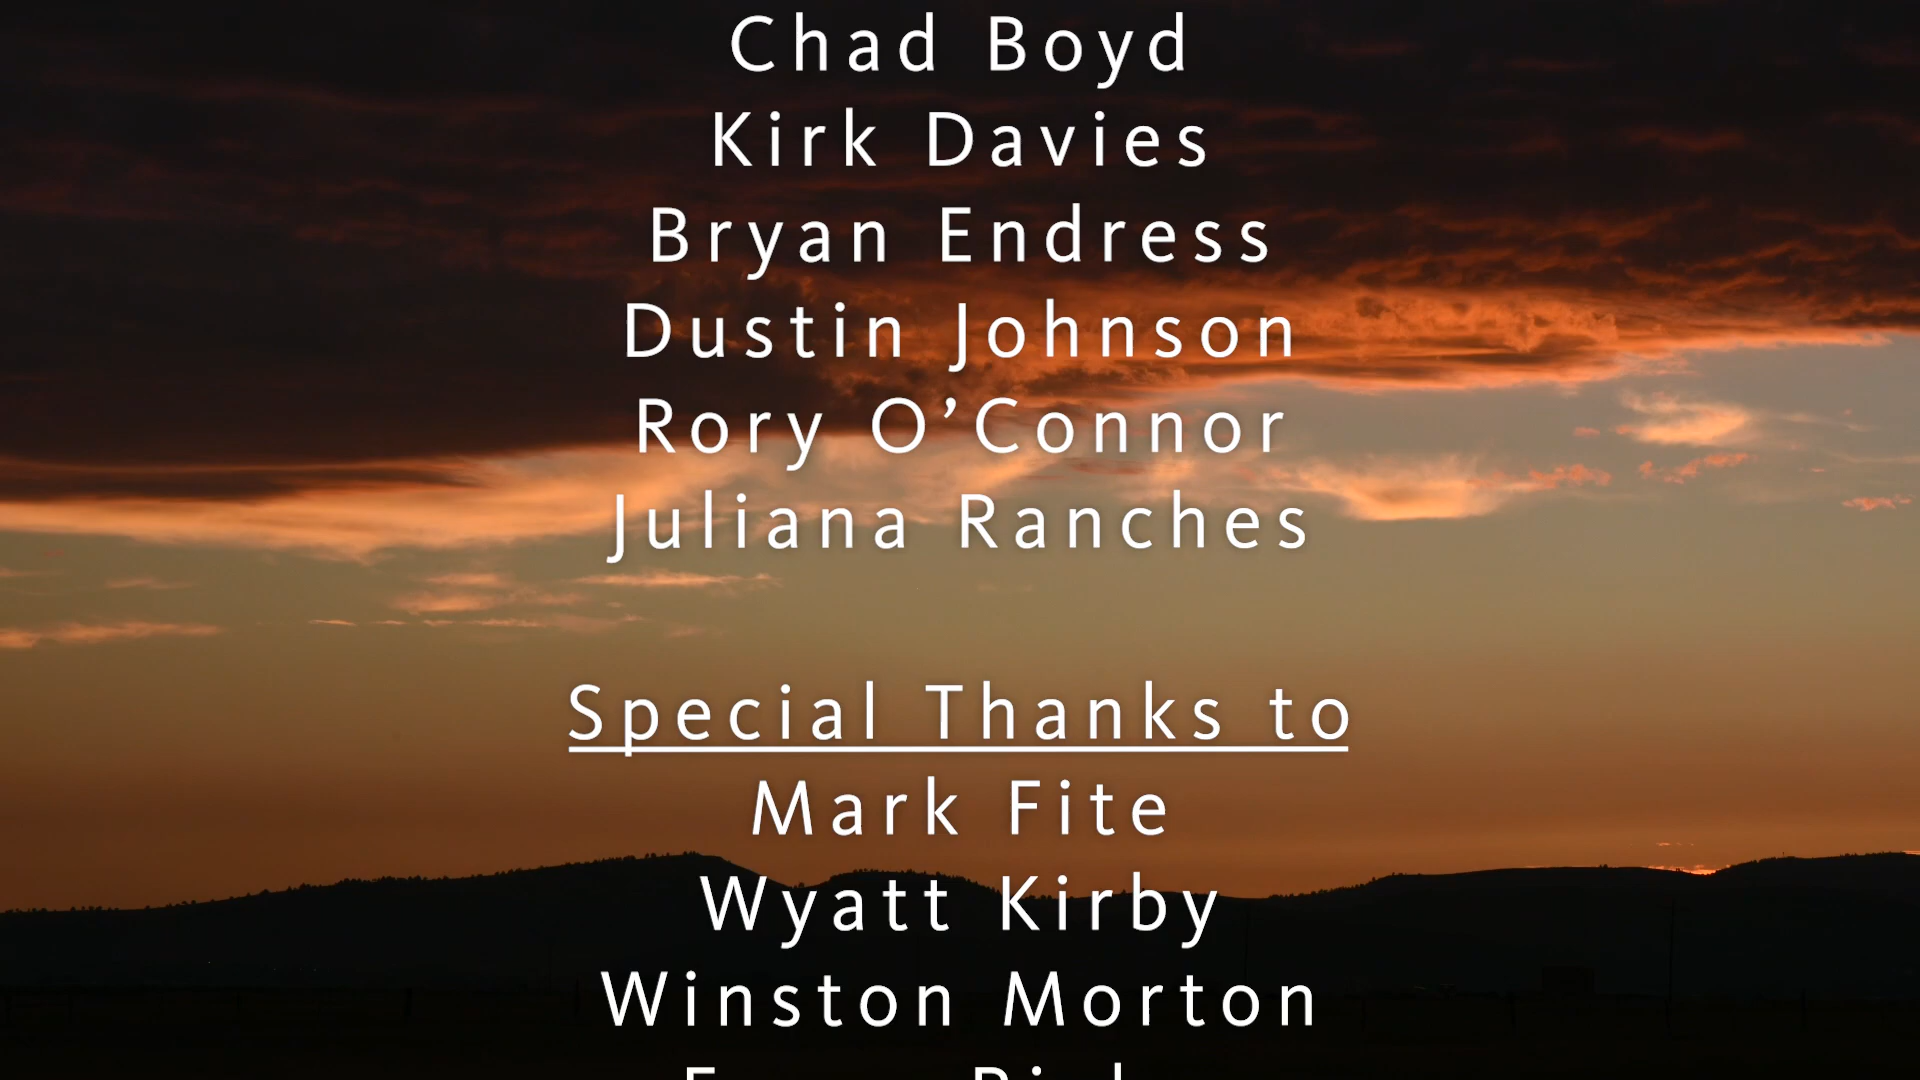 Chad Boyd
Kirk Davies
Bryan Endress
Dustin Johnson
Rory O’Connor
Juliana Ranches
Special Thanks to
Mark Fite
Wyatt Kirby
Winston Morton